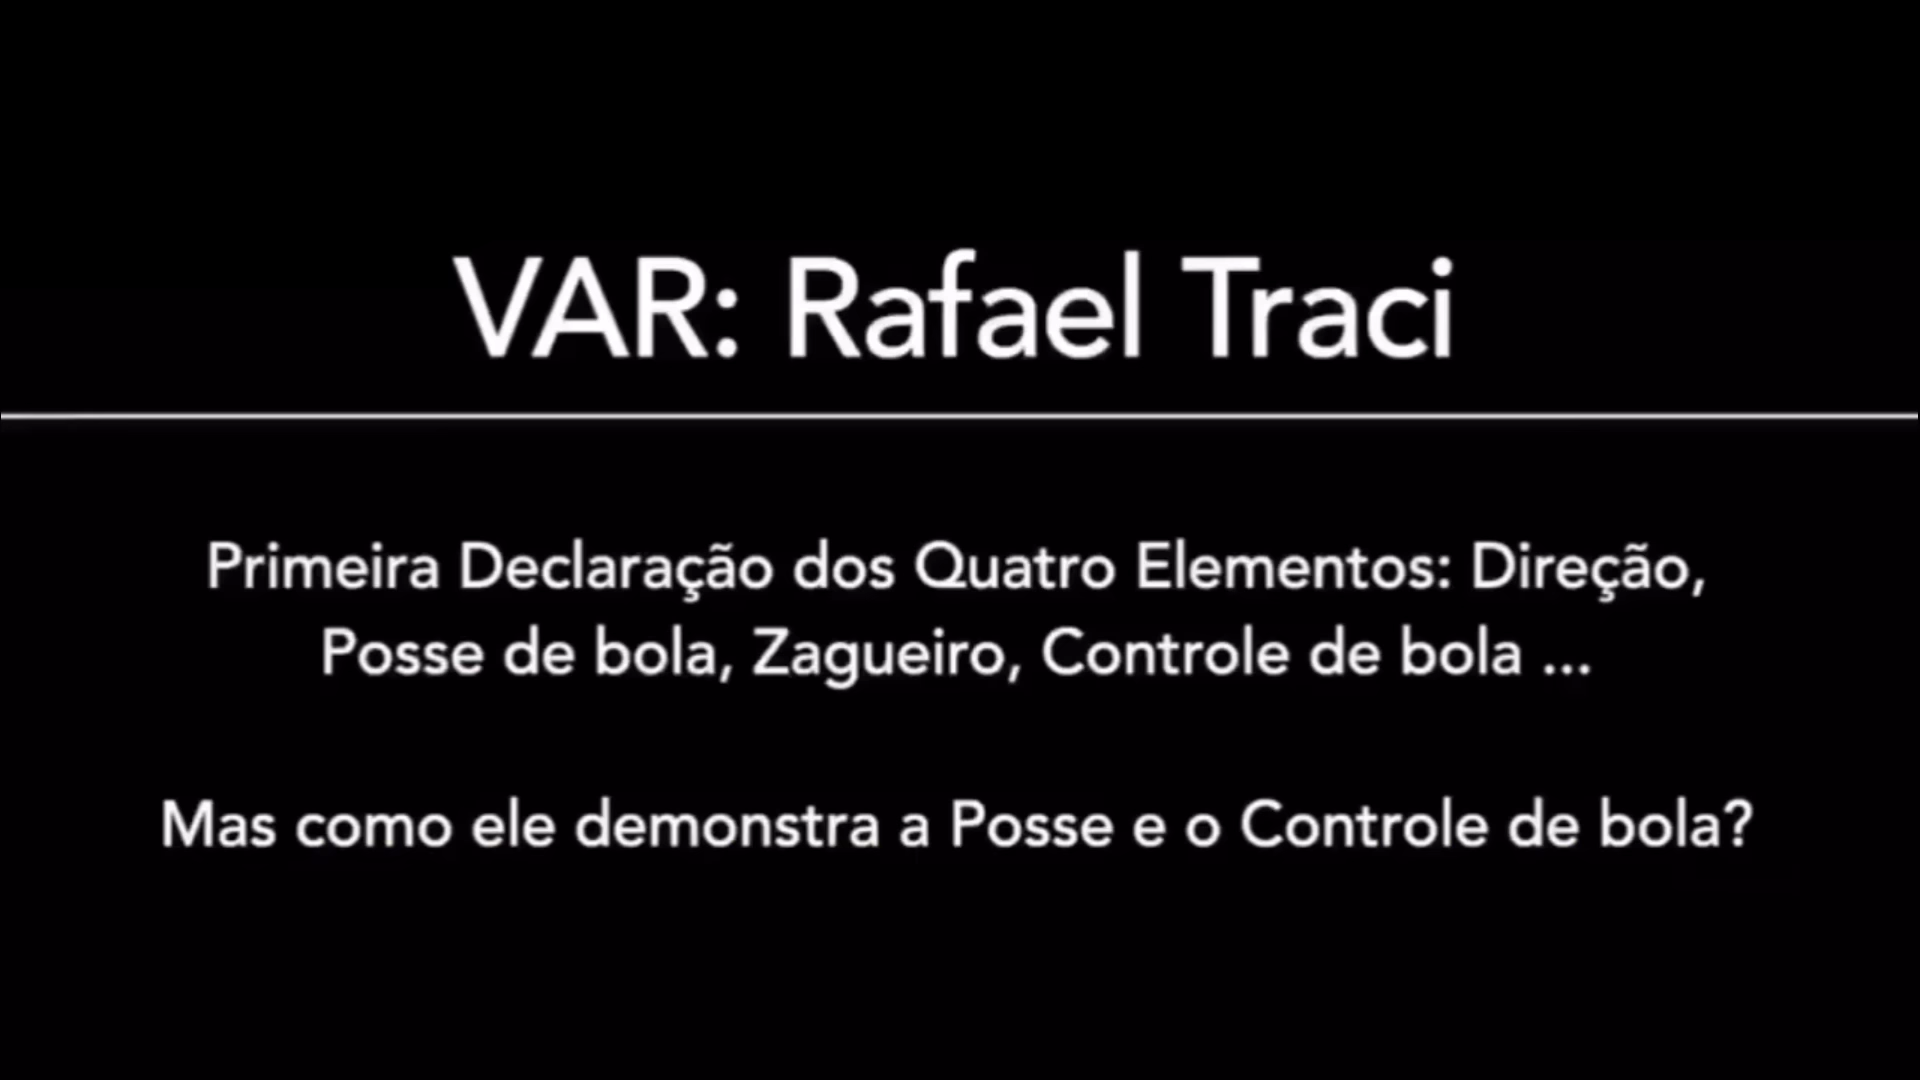 VAR: Rafael Traci
Primeira Declaração dos Quatro Elementos: Direção,
Posse de bola, Zagueiro, Controle de bola ...
Mas como ele demonstra a Posse e o Controle de bola?